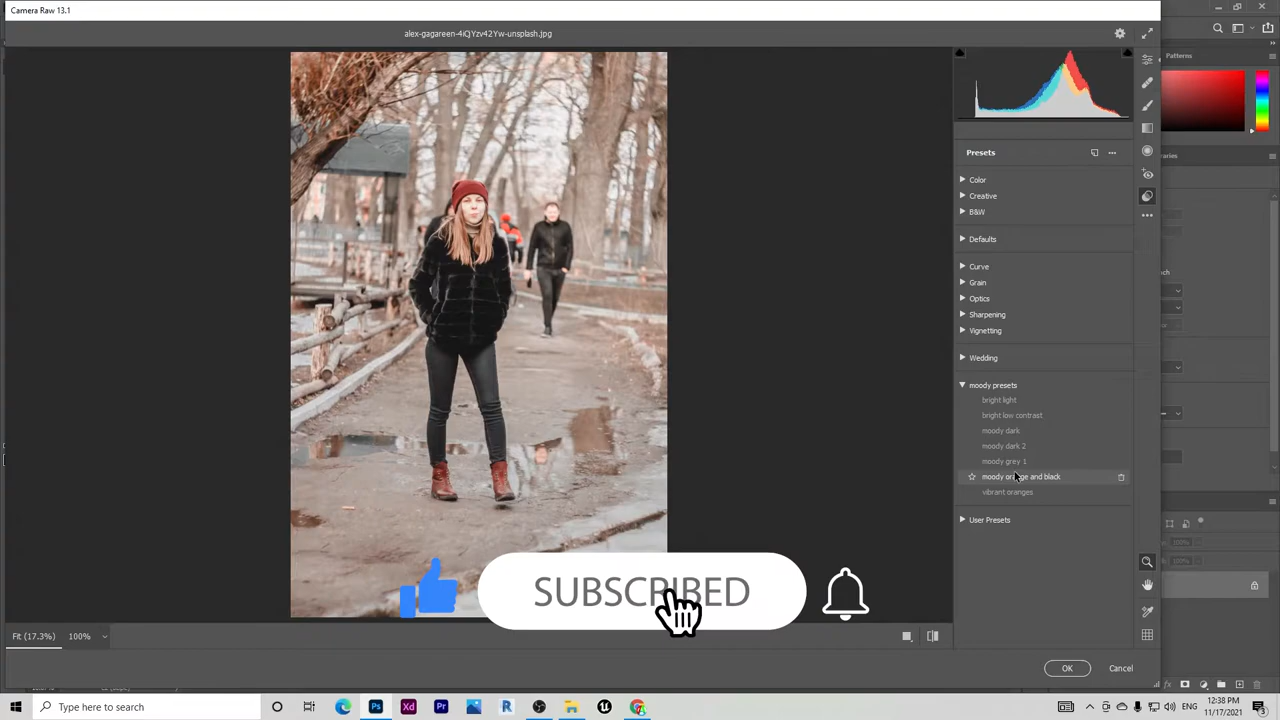 Camera Raw 13.1
alex-gagareen-4iQYzv42Yw-unsplash.jpg
Patterns
Presets
Color
Creative
B&W
Defaults
Curve
Grain
Optics
Sharpening
Vignetting
Wedding
moody presets
bright light
bright low contrast
moody dark
moody dark 2
moody grey 1
moody orange and black
vibrant oranges
User Presets
SUBSCRIBED
Fit (17.3%)
100%
OK
Cancel
Type here to search
ENG
12:38 PM
11/17/2021